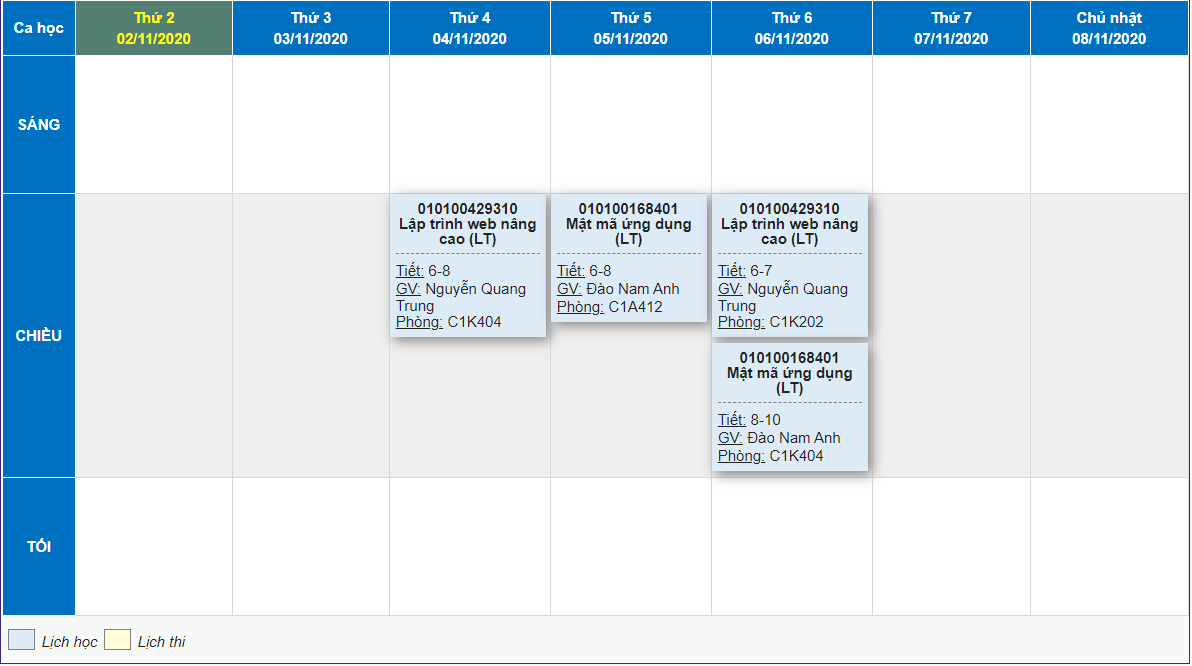 Ca học
Thứ 2
02/11/2020
Thứ 3
03/11/2020
Thứ 4
04/11/2020
Thứ 5
05/11/2020
Thứ 6
06/11/2020
Thứ 7
07/11/2020
Chủ nhật
08/11/2020
SÁNG
CHIỀU
010100429310
Lập trình web nâng
cao (LT)
Tiết: 6-8
GV: Nguyễn Quang
Trung
Phòng: C1K404
010100168401
Mật mã ứng dụng
(LT)
Tiết: 6-8
GV: Đào Nam Anh
Phòng: C1A412
010100429310
Lập trình web nâng
cao (LT)
Tiết: 6-7
GV: Nguyễn Quang
Trung
Phòng: C1K202
010100168401
Mật mã ứng dụng
(LT)
Tiết: 8-10
GV: Đào Nam Anh
Phòng: C1K404
TỐI
Lịch học
Lịch thi